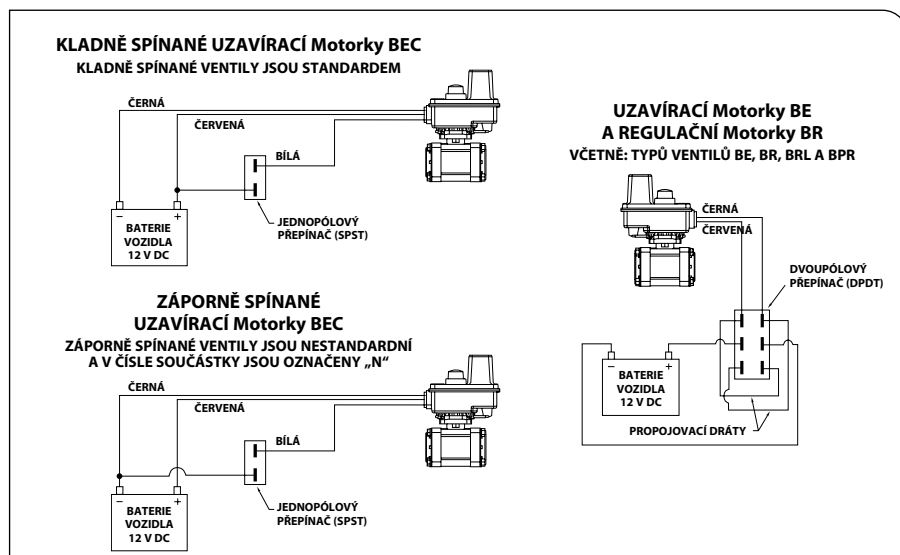 KLADNĚ SPÍNANÉ UZAVÍRACÍ Motorky BEC
KLADNĚ SPÍNANÉ VENTILY JSOU STANDARDEM
ČERNÁ
ČERVENÁ
BÍLÁ
JEDNOPÓLOVÝ
PŘEPÍNAČ (SPST)
− +
BATERIE
VOZIDLA
12 V DC
ZÁPORNĚ SPÍNANÉ
UZAVÍRACÍ Motorky BEC
ZÁPORNĚ SPÍNANÉ VENTILY JSOU NESTANDARDNÍ
A V ČÍSLE SOUČÁSTKY JSOU OZNAČENY „N“
ČERNÁ
ČERVENÁ
BÍLÁ
JEDNOPÓLOVÝ
PŘEPÍNAČ (SPST)
− +
BATERIE
VOZIDLA
12 V DC
UZAVÍRACÍ Motorky BE
A REGULAČNÍ Motorky BR
VČETNĚ: TYPŮ VENTILŮ BE, BR, BRL A BPR
ČERNÁ
ČERVENÁ
DVOUPÓLOVÝ
PŘEPÍNAČ (DPDT)
− +
BATERIE
VOZIDLA
12 V DC
PROPOJOVACÍ DRÁTY